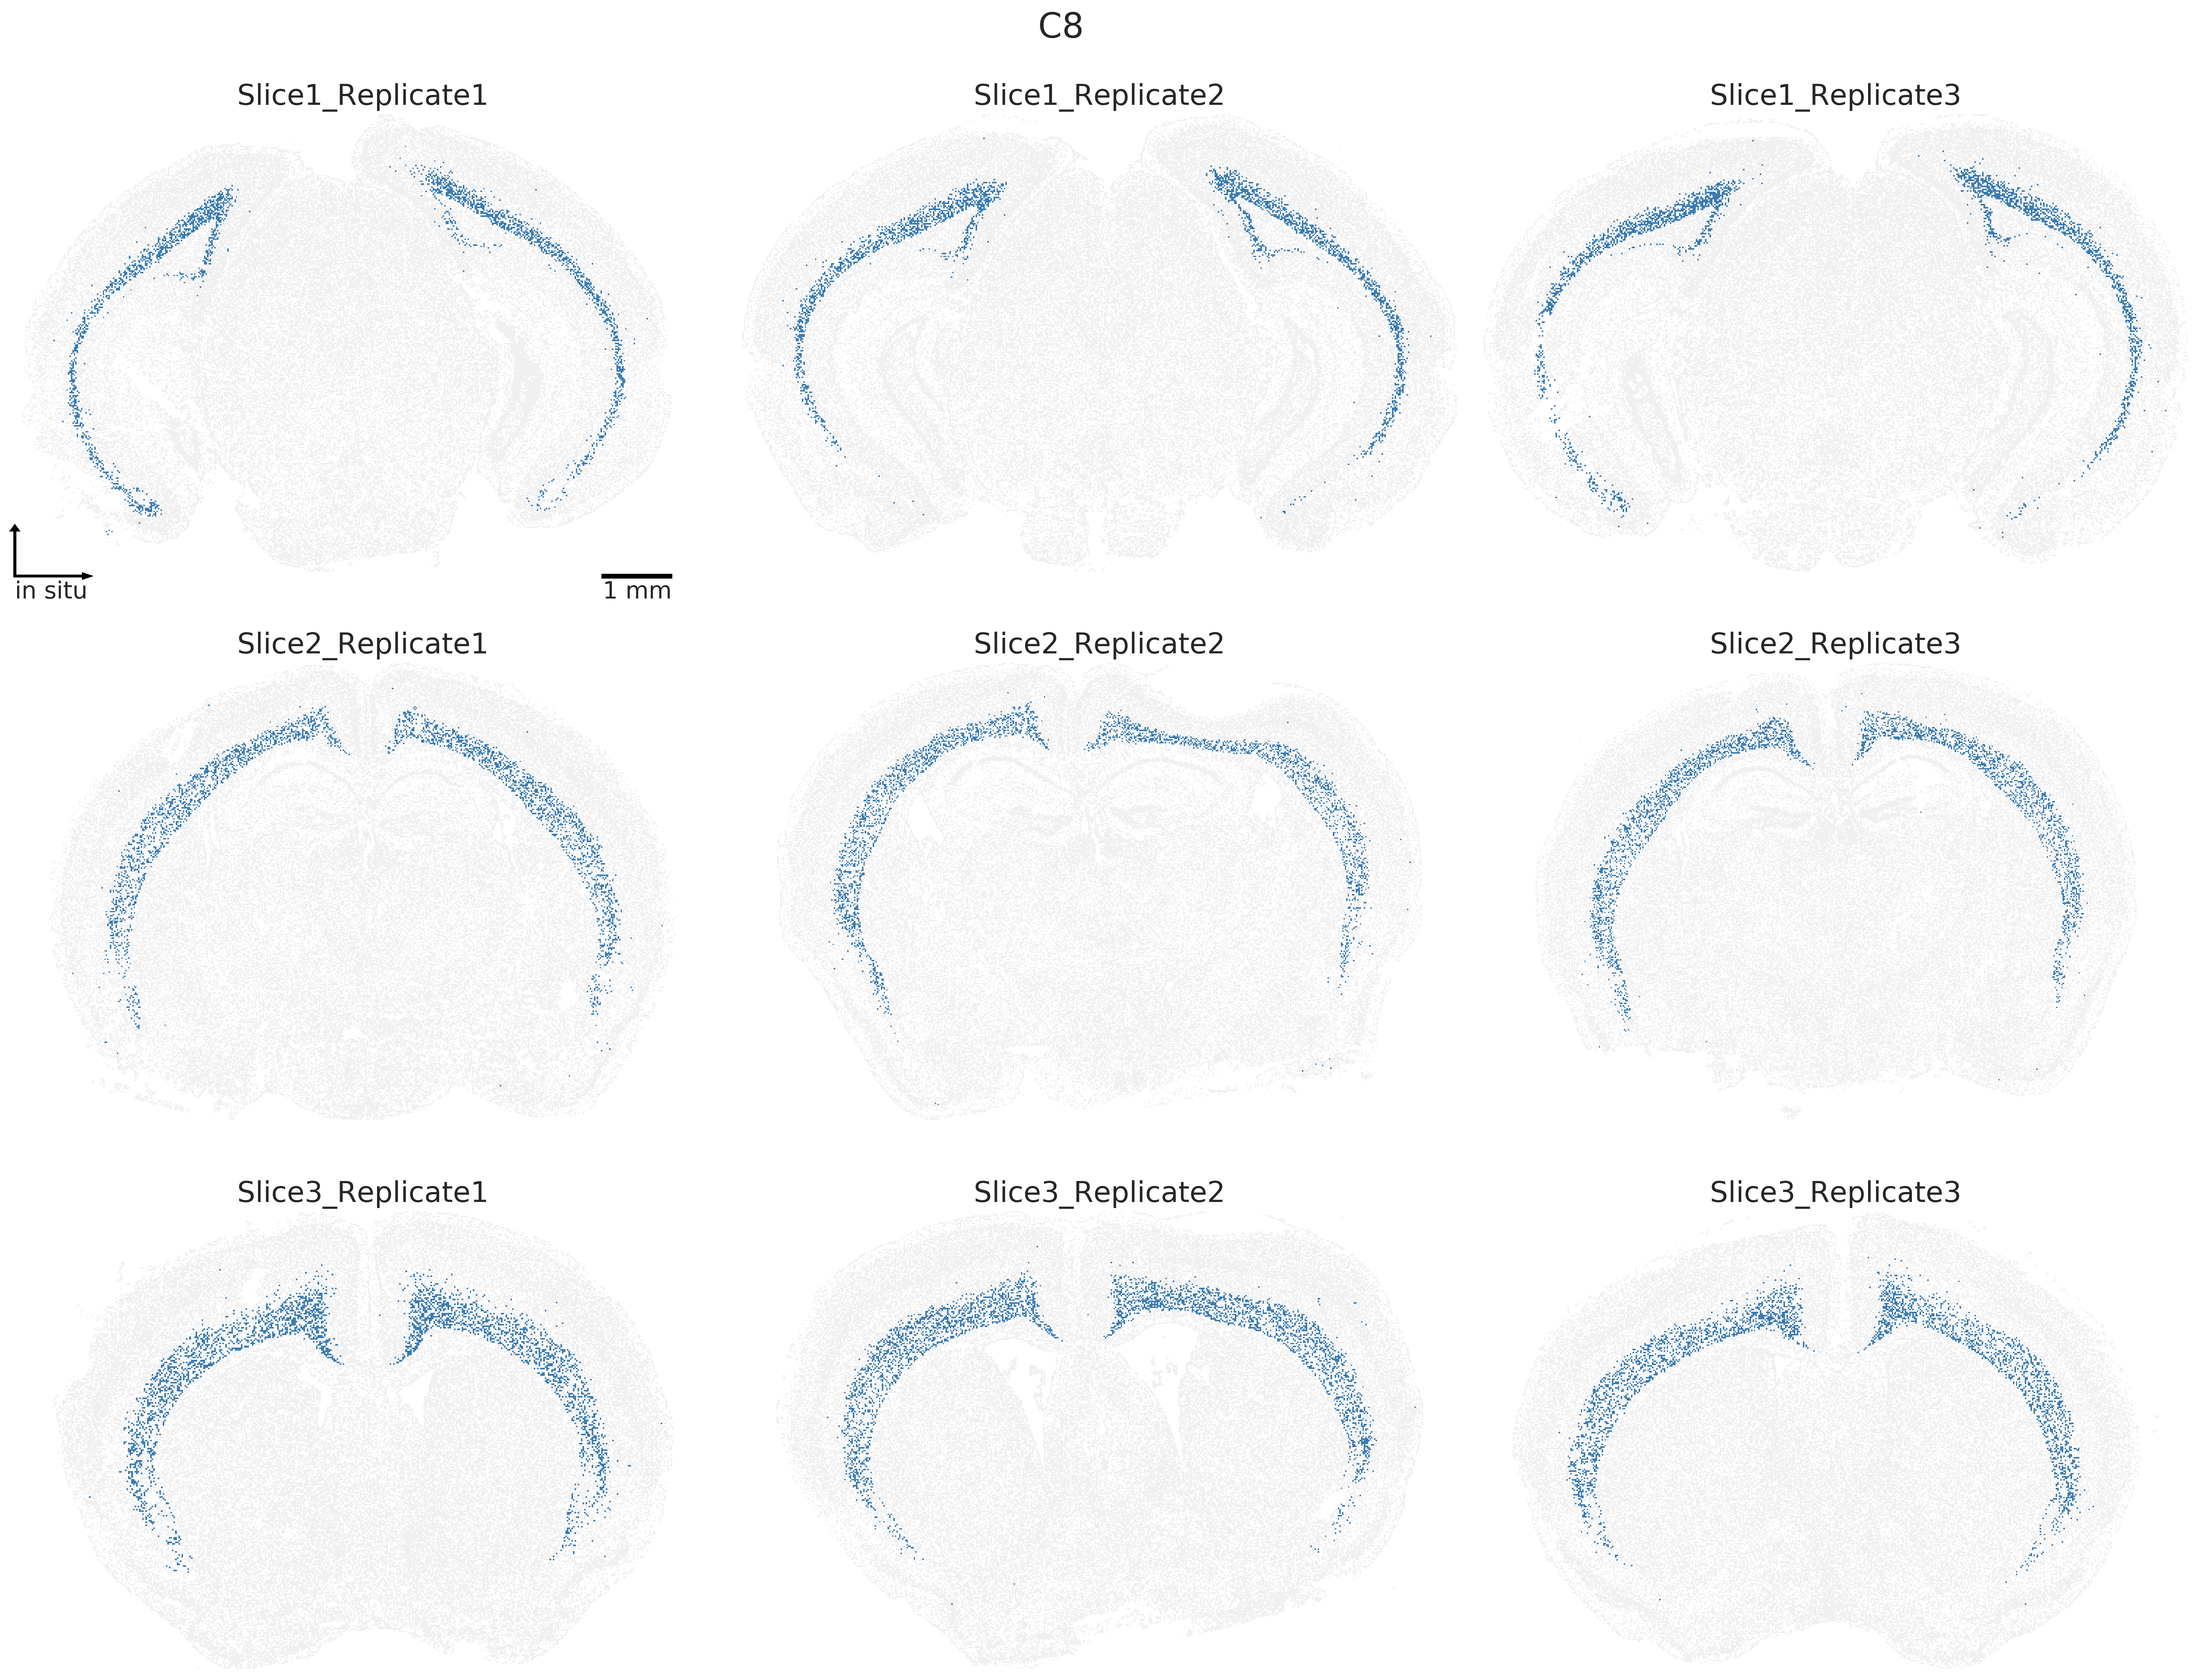 C8
Slice1_Replicate1
Slice1_Replicate2
Slice1_Replicate3
in situ
1 mm
Slice2_Replicate1
Slice2_Replicate2
Slice2_Replicate3
Slice3_Replicate1
Slice3_Replicate2
Slice3_Replicate3